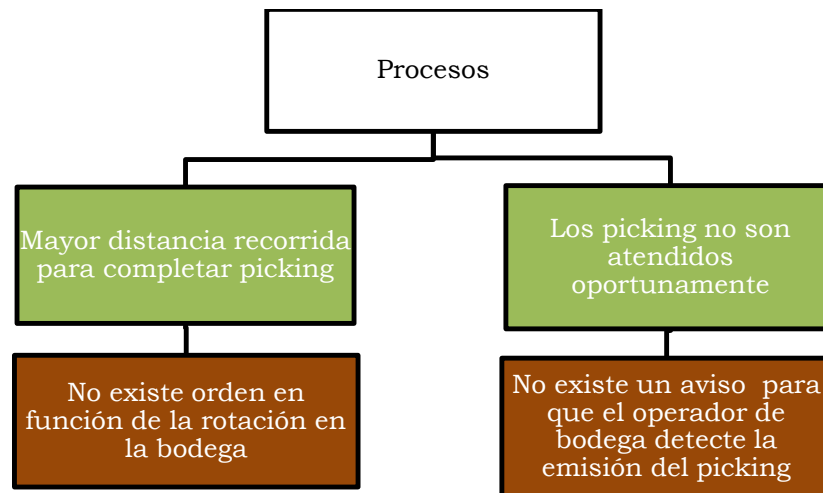 Procesos
Mayor distancia recorrida
para completar picking
Los picking no son
atendidos
oportunamente
No existe orden en
función de la rotación en
la bodega
No existe un aviso  para
que el operador de
bodega detecte la
emisión del picking